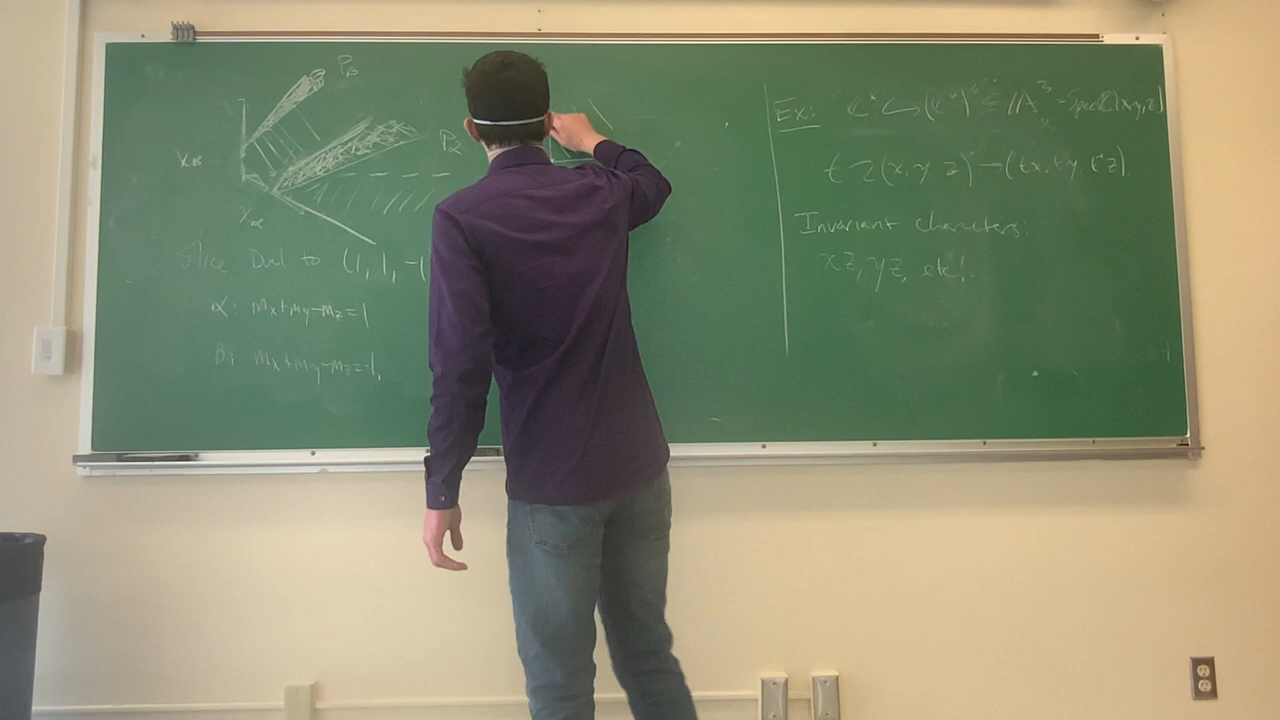 P_β
P_α
X_β
X_α
Slice Dual to (1, 1, -1
α: m_x+m_y-m_z=1
β: m_x+m_y-m_z=-1
Ex: ℂ* ↪ (ℂ*)³ ⊆ /A³ = Spec ℂ[x,y,z]
(x, y, z) → (tx, ty, t⁻¹z).
Invariant characters:
xz, yz, etc!